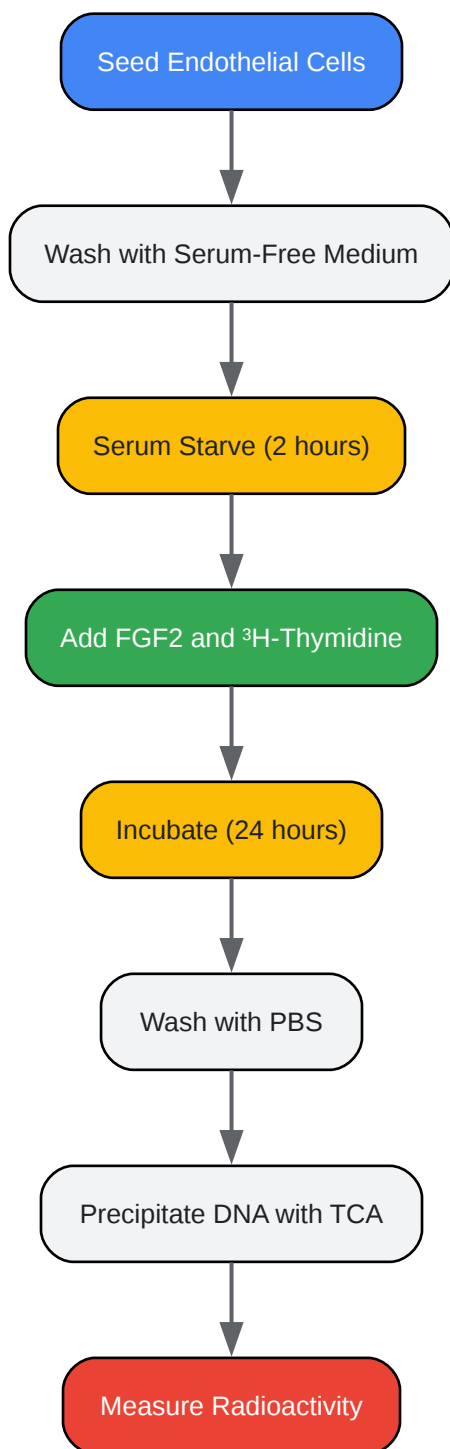 Seed Endothelial Cells
Wash with Serum-Free Medium
Serum Starve (2 hours)
Add FGF2 and ³H-Thymidine
Incubate (24 hours)
Wash with PBS
Precipitate DNA with TCA
Measure Radioactivity